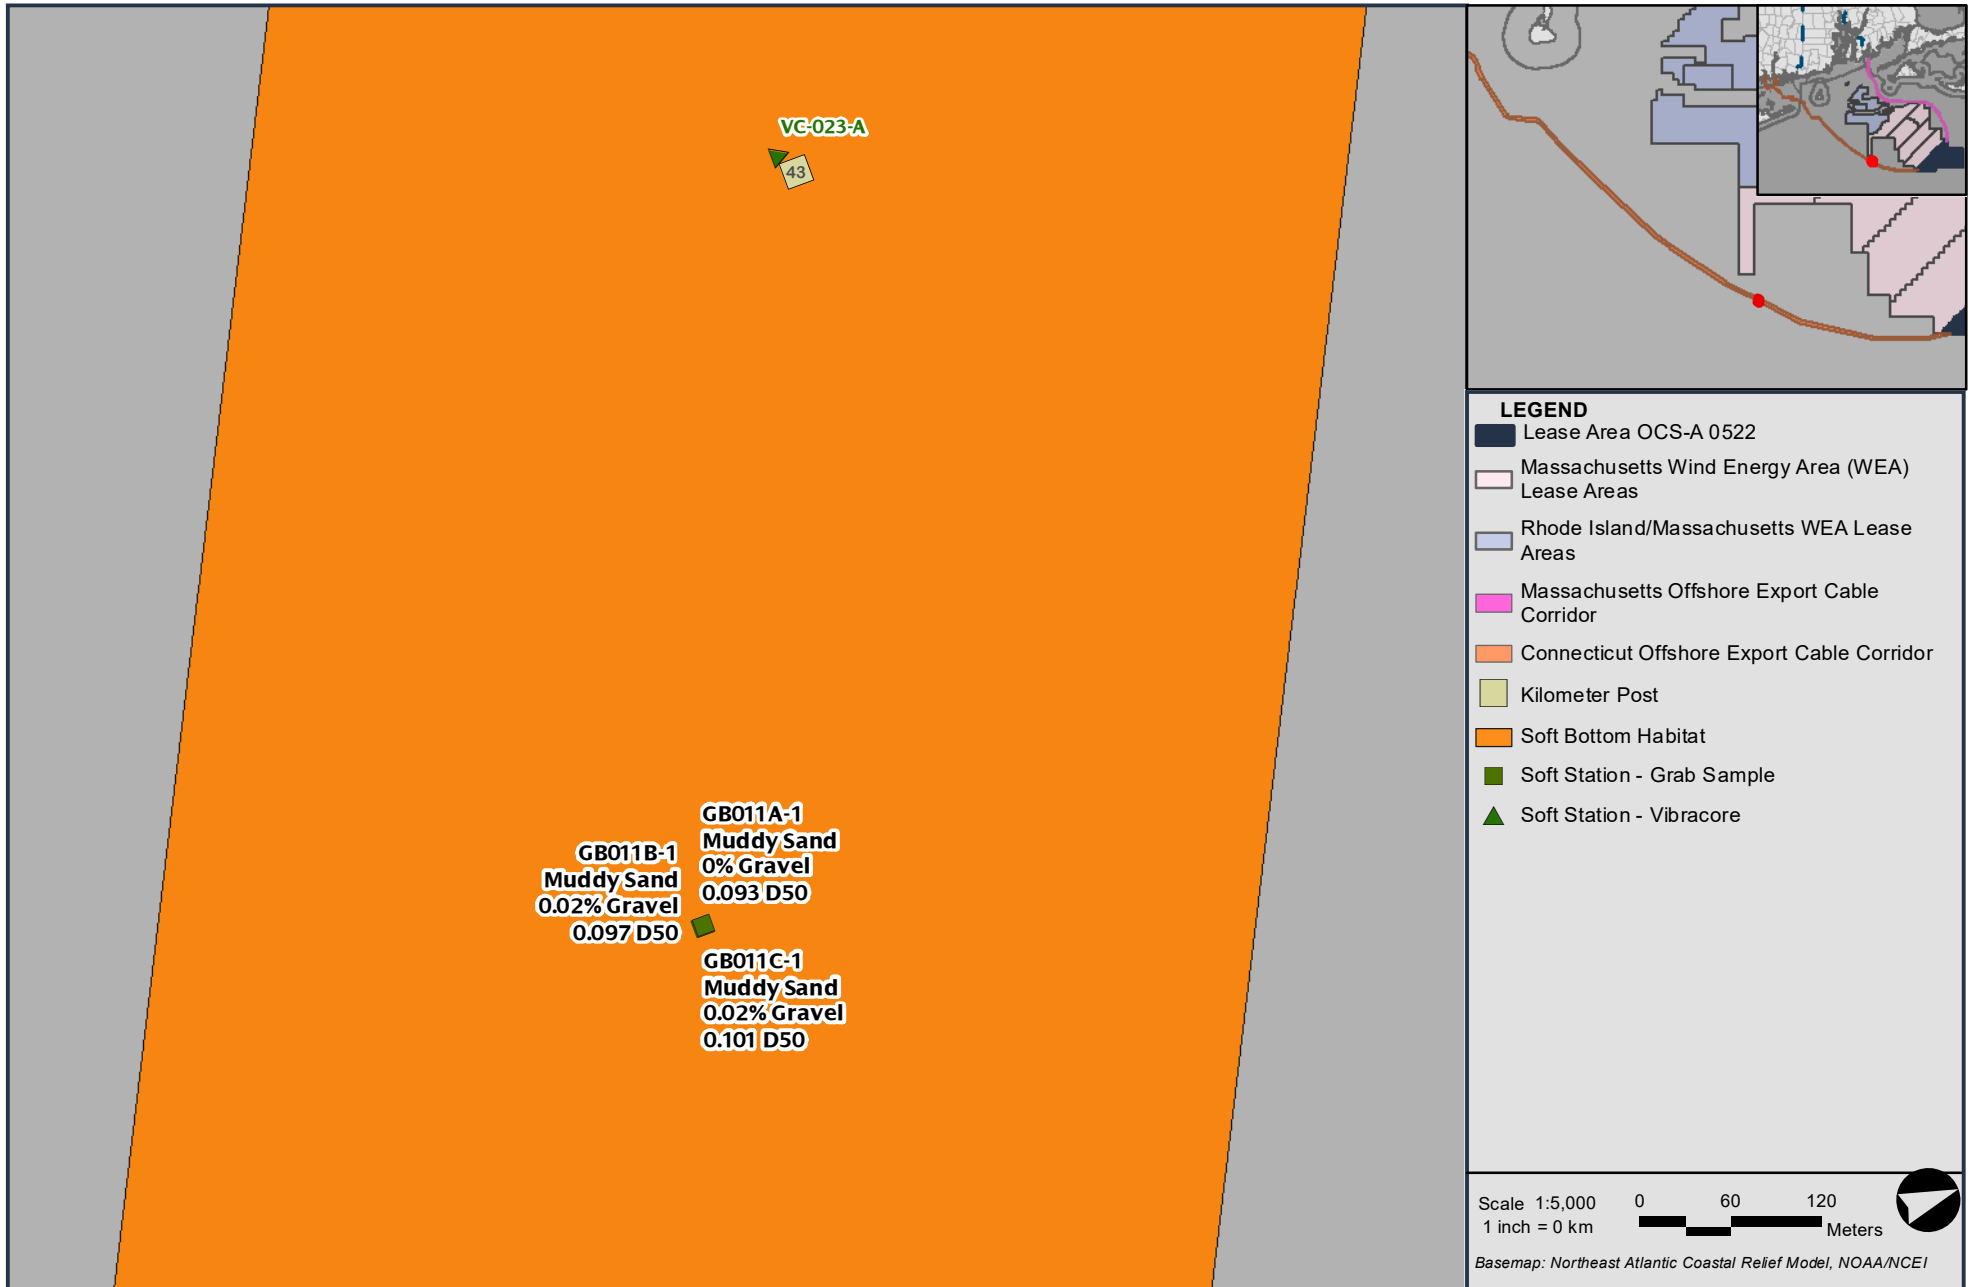 VC-023-A
43
GB011A-1
Muddy Sand
0% Gravel
0.093 D50
GB011B-1
Muddy Sand
0.02% Gravel
0.097 D50
GB011C-1
Muddy Sand
0.02% Gravel
0.101 D50
LEGEND
Lease Area OCS-A 0522
Massachusetts Wind Energy Area (WEA)
Lease Areas
Rhode Island/Massachusetts WEA Lease
Areas
Massachusetts Offshore Export Cable
Corridor
Connecticut Offshore Export Cable Corridor
Kilometer Post
Soft Bottom Habitat
Soft Station - Grab Sample
Soft Station - Vibracore
Scale 1:5,000
1 inch = 0 km
0 60 120
Meters
Basemap: Northeast Atlantic Coastal Relief Model, NOAA/NCEI